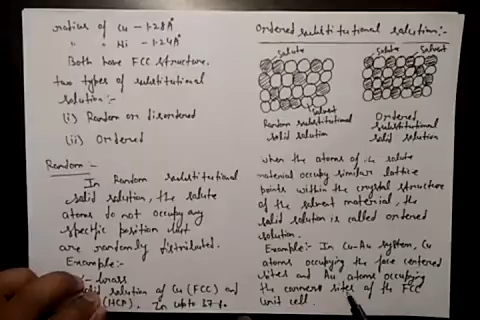 radius of Cu - 1.28A°
" " Ni - 1.24A°
Both have FCC structure.
two types of substitutional
solution:-
(i) Random or disordered
(ii) Ordered
Random:-
In Random substitutional
solid solution, the solute
atoms do not occupy any
specific position but
are randomly distributed.
Example:-
brass
solid solution of Cu (FCC) and
(HCP). In upto 37%
Ordered substitutional solution:-
solute
solvent
Random substitutional
solid solution
solute solvent
Ordered
substitutional
solid solution
when the atoms of the solute
material occupy similar lattice
points within the crystal structure
of the solvent material, the
solid solution is called ordered
solution.
Example:- In Cu-Au system, Cu
atoms occupying the face centered
sites and Au atoms occupying
the corners sites of the FCC
unit cell.